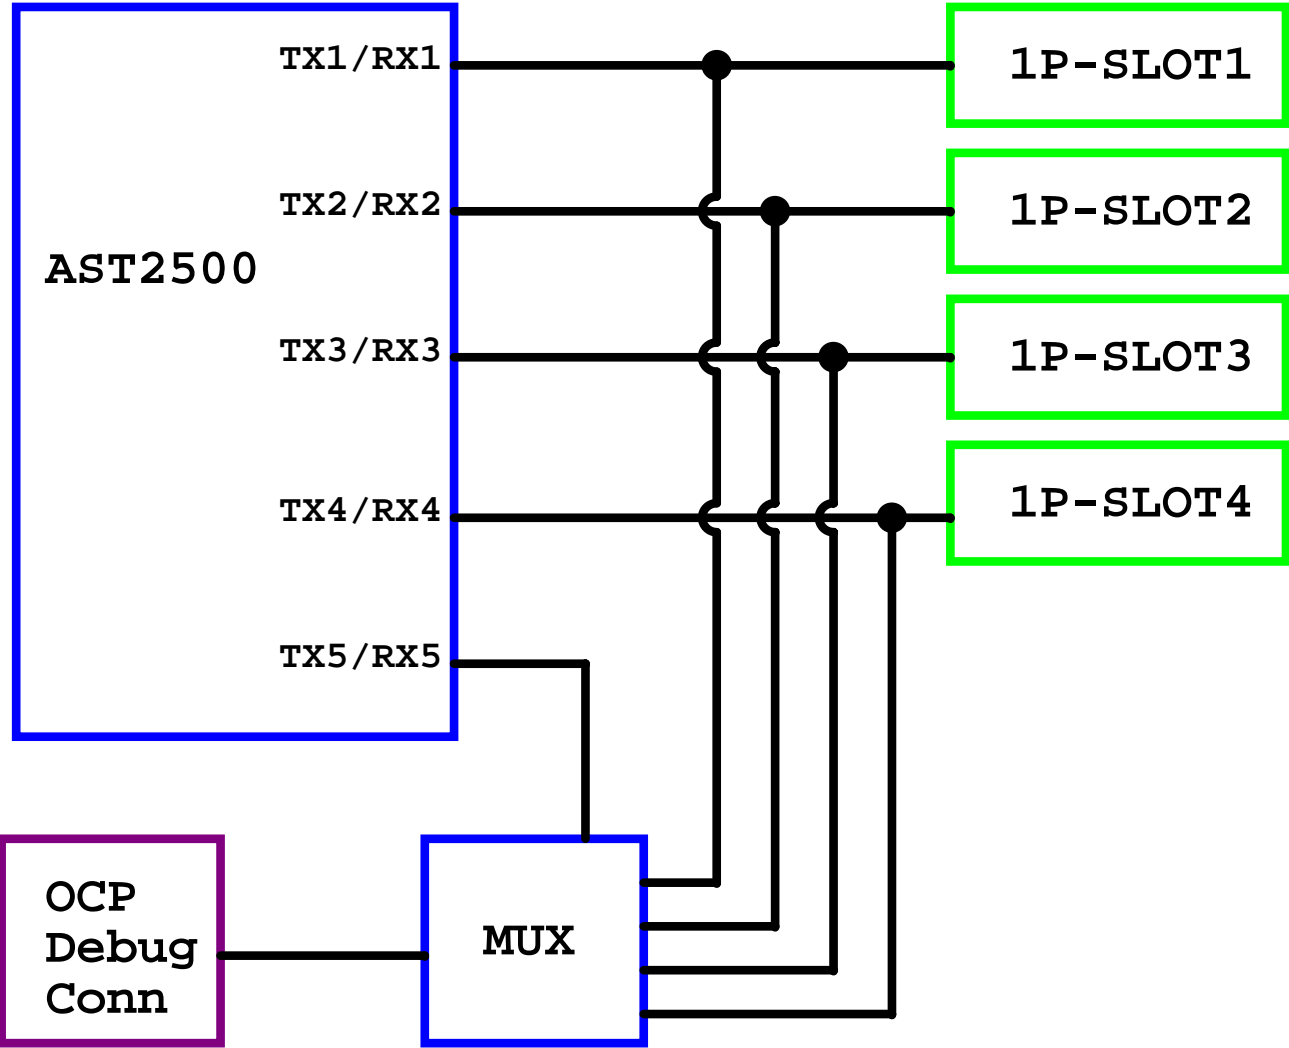 TX1/RX1
1P-SLOT1
TX2/RX2
1P-SLOT2
AST2500
TX3/RX3
1P-SLOT3
TX4/RX4
1P-SLOT4
TX5/RX5
OCP
Debug
Conn
MUX